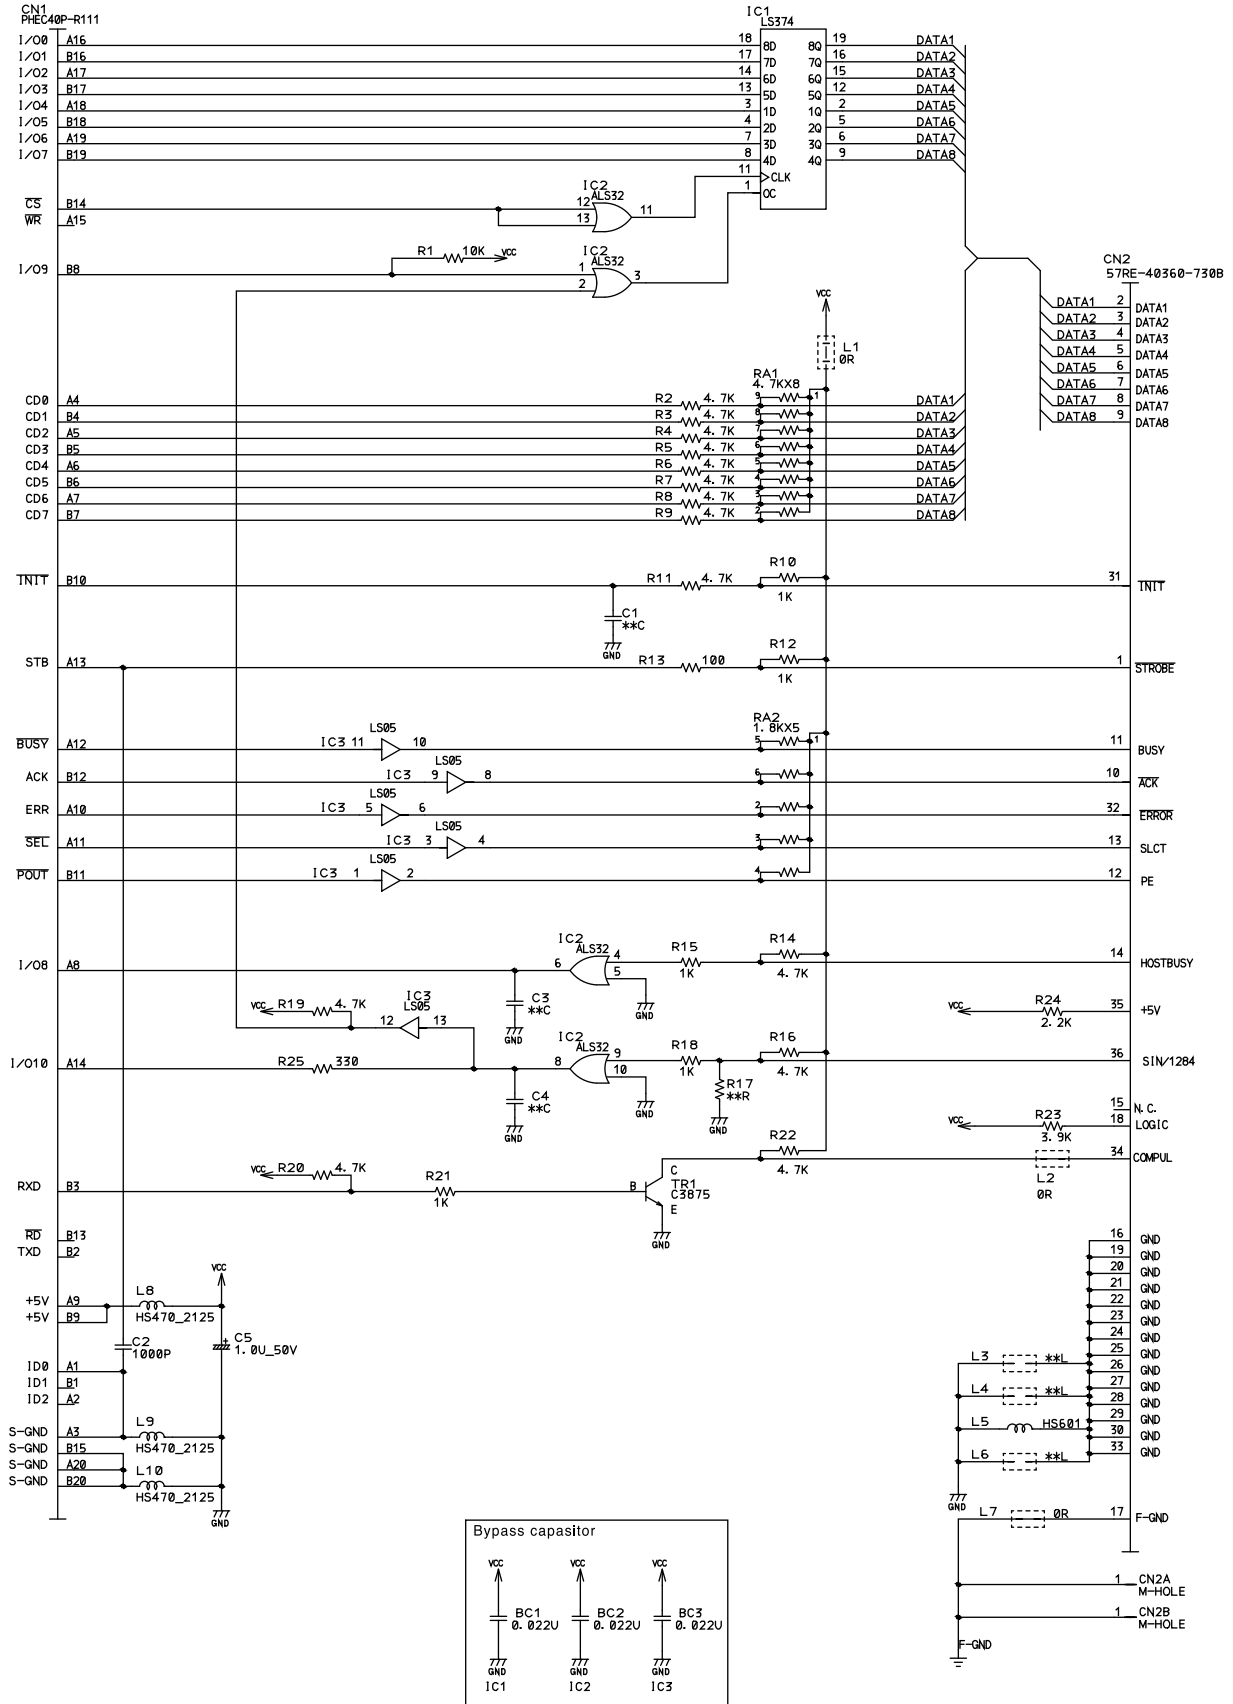 CN1
PHEC40P-R111
I/O0 A16
I/O1 B16
I/O2 A17
I/O3 B17
I/O4 A18
I/O5 B18
I/O6 A19
I/O7 B19
CS B14
WR A15
I/O9 B8
IC1
LS374
18 8D 8Q 19 DATA1
17 7D 7Q 16 DATA2
14 6D 6Q 15 DATA3
13 5D 5Q 12 DATA4
3 1D 1Q 2 DATA5
4 2D 2Q 5 DATA6
7 3D 3Q 6 DATA7
8 4D 4Q 9 DATA8
11 CLK
1 OC
IC2
ALS32
12
13
11
R1 10K VCC
IC2
ALS32
1
2
3
CN2
57RE-40360-730B
DATA1 2 DATA1
DATA2 3 DATA2
DATA3 4 DATA3
DATA4 5 DATA4
DATA5 6 DATA5
DATA6 7 DATA6
DATA7 8 DATA7
DATA8 9 DATA8
VCC
L1
0R
RA1
4.7KX8
1
CD0 A4 R2 4.7K 9 DATA1
CD1 B4 R3 4.7K 8 DATA2
CD2 A5 R4 4.7K 7 DATA3
CD3 B5 R5 4.7K 6 DATA4
CD4 A6 R6 4.7K 5 DATA5
CD5 B6 R7 4.7K 4 DATA6
CD6 A7 R8 4.7K 3 DATA7
CD7 B7 R9 4.7K 2 DATA8
INIT B10 R11 4.7K R10 1K 31 INIT
C1
**C
GND
STB A13 R13 100 R12 1K 1 STROBE
RA2
1.8KX5
1
BUSY A12 IC3 11 LS05 10 5 11 BUSY
ACK B12 IC3 9 LS05 8 6 10 ACK
ERR A10 IC3 5 LS05 6 2 32 ERROR
SEL A11 IC3 3 LS05 4 3 13 SLCT
POUT B11 IC3 1 LS05 2 4 12 PE
I/O8 A8 6 IC2 ALS32 4 5 R15 1K R14 4.7K 14 HOSTBUSY
GND
C3
**C
GND
VCC R19 4.7K
12 IC3 LS05 13
VCC R24 2.2K 35 +5V
I/O10 A14 R25 330 8 IC2 ALS32 9 10 R18 1K R16 4.7K 36 SIN/1284
GND
R17
**R
GND
C4
**C
GND
15 N.C.
VCC R23 3.9K 18 LOGIC
R22 4.7K L2 0R 34 COMPUL
VCC R20 4.7K
RXD B3 R21 1K B C E
TR1
C3875
GND
RD B13
TXD B2
VCC
+5V A9 L8
+5V B9 HS470_2125
C2
1000P
C5
+
1.0U_50V
ID0 A1
ID1 B1
ID2 A2
S-GND A3 L9
S-GND B15 HS470_2125
S-GND A20 L10
S-GND B20 HS470_2125
GND
16 GND
19 GND
20 GND
21 GND
22 GND
23 GND
24 GND
25 GND
26 GND
27 GND
28 GND
29 GND
30 GND
33 GND
L3 **L
L4 **L
L5 HS601
L6 **L
GND
L7 0R 17 F-GND
1 CN2A
M-HOLE
1 CN2B
M-HOLE
F-GND
Bypass capasitor
VCC VCC VCC
BC1 BC2 BC3
0.022U 0.022U 0.022U
GND GND GND
IC1 IC2 IC3